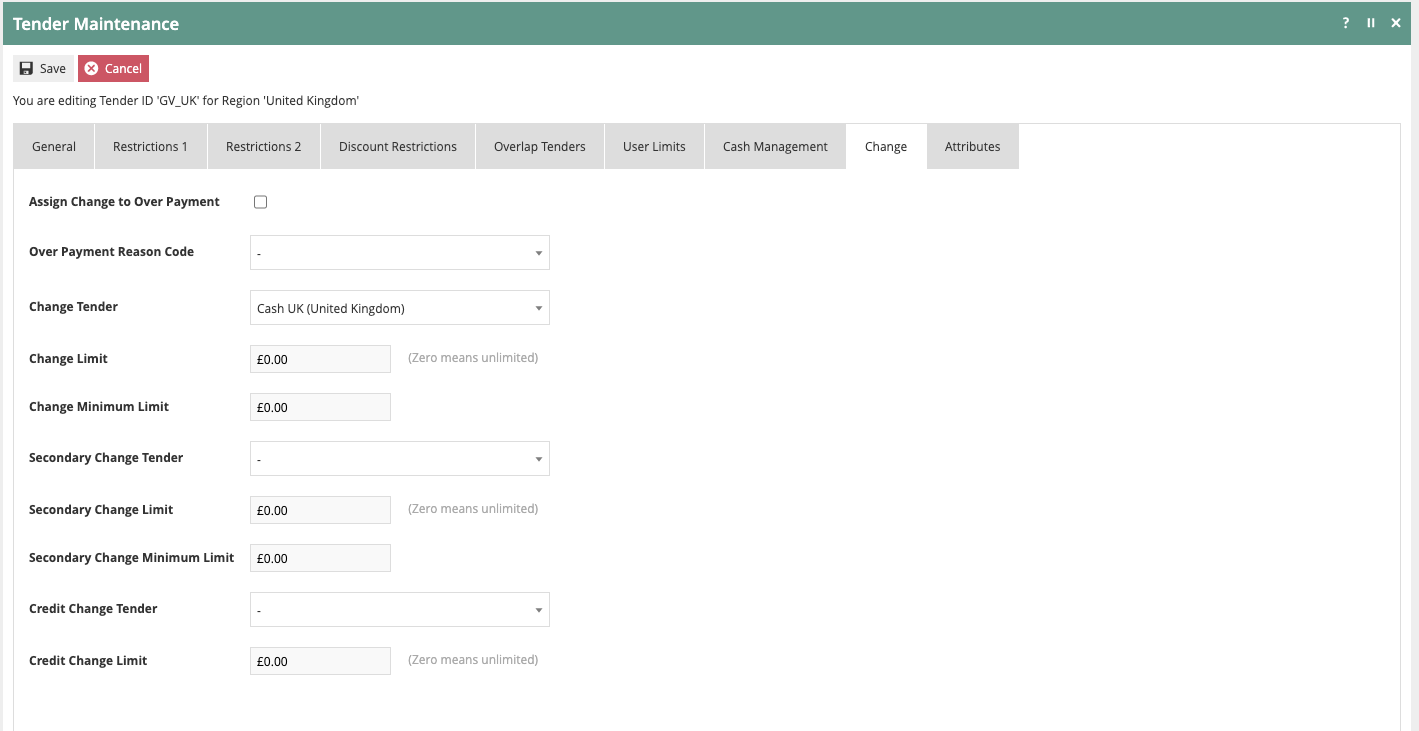 Tender Maintenance ?
Save Cancel
You are editing Tender ID 'GV_UK' for Region 'United Kingdom'
General Restrictions 1 Restrictions 2 Discount Restrictions Overlap Tenders User Limits Cash Management Change Attributes
Assign Change to Over Payment
Over Payment Reason Code -
Change Tender Cash UK (United Kingdom)
Change Limit £0.00 (Zero means unlimited)
Change Minimum Limit £0.00
Secondary Change Tender -
Secondary Change Limit £0.00 (Zero means unlimited)
Secondary Change Minimum Limit £0.00
Credit Change Tender -
Credit Change Limit £0.00 (Zero means unlimited)